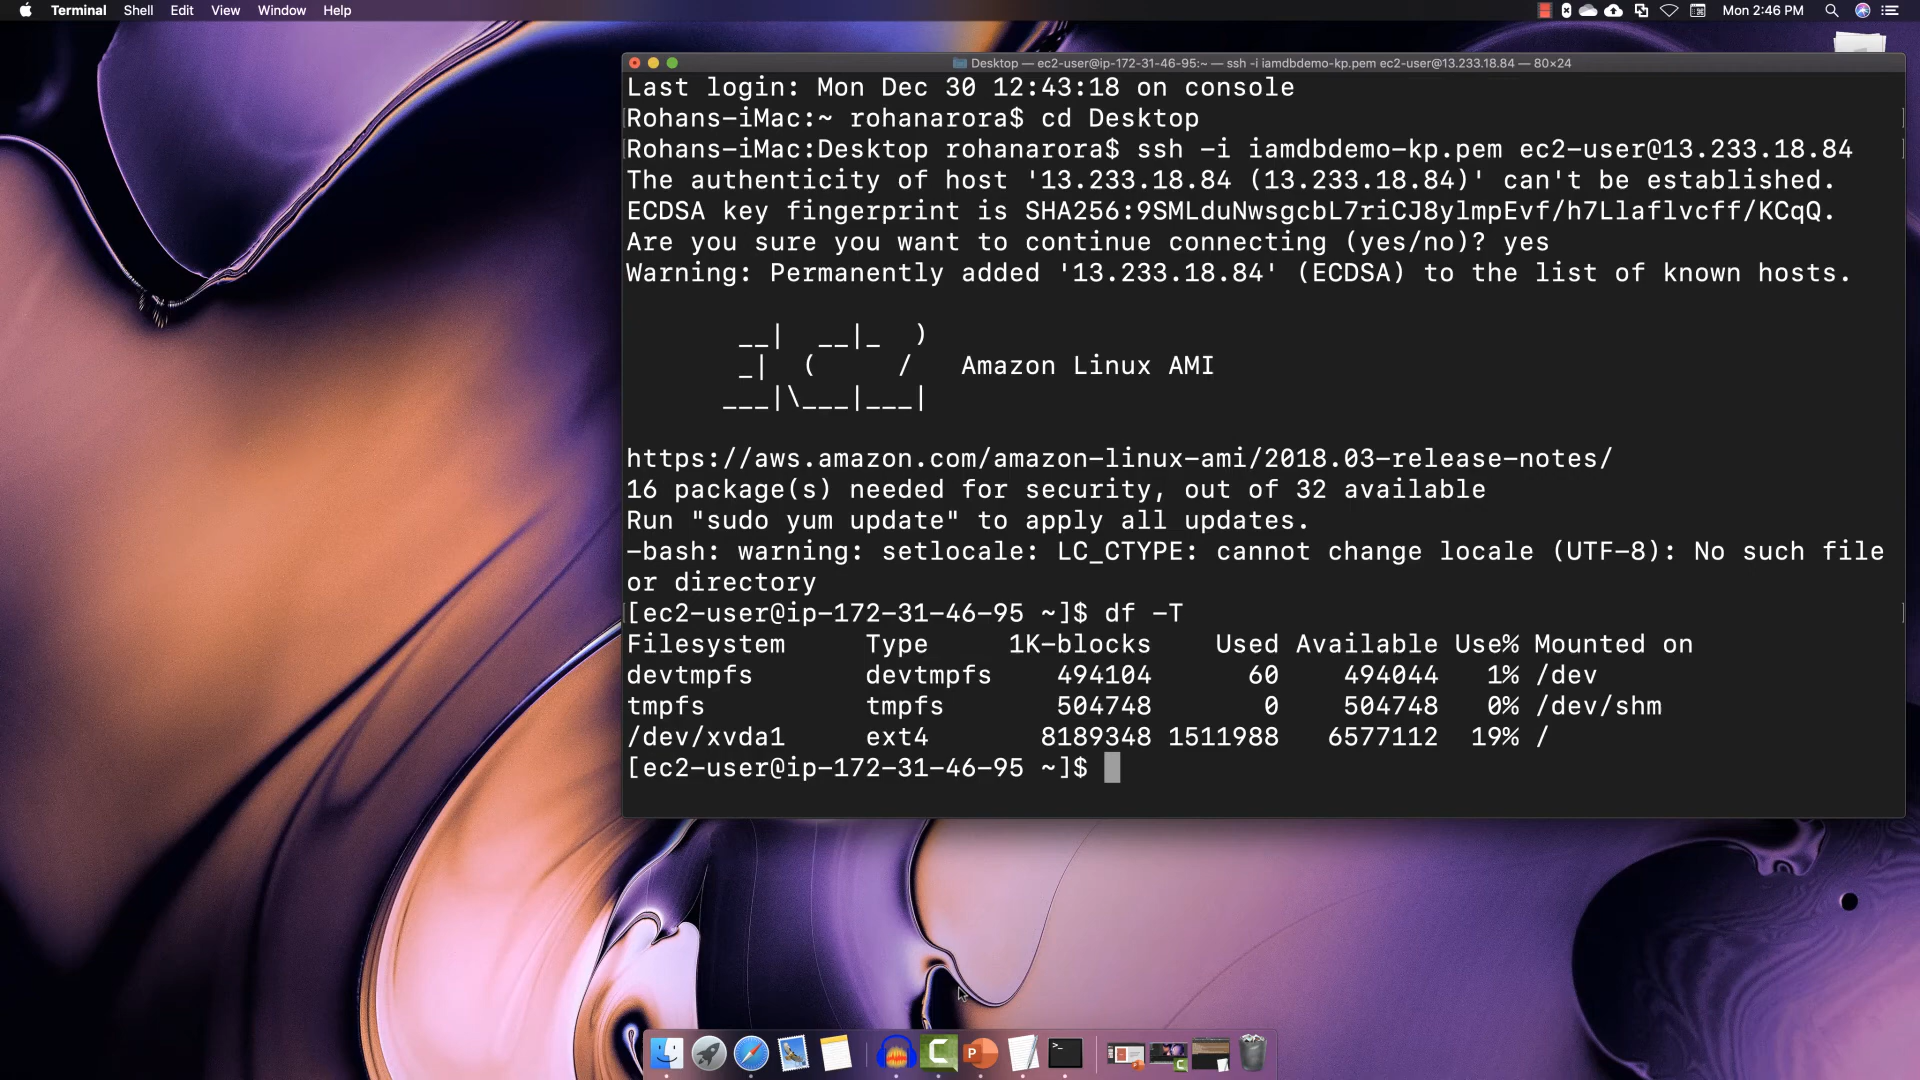 Terminal Shell Edit View Window Help Mon 2:46 PM
Desktop — ec2-user@ip-172-31-46-95:~ — ssh -i iamdbdemo-kp.pem ec2-user@13.233.18.84 — 80×24
Last login: Mon Dec 30 12:43:18 on console
Rohans-iMac:~ rohanarora$ cd Desktop
Rohans-iMac:Desktop rohanarora$ ssh -i iamdbdemo-kp.pem ec2-user@13.233.18.84
The authenticity of host '13.233.18.84 (13.233.18.84)' can't be established.
ECDSA key fingerprint is SHA256:9SMLduNwsgcbL7riCJ8ylmpEvf/h7Llaflvcff/KCqQ.
Are you sure you want to continue connecting (yes/no)? yes
Warning: Permanently added '13.233.18.84' (ECDSA) to the list of known hosts.
__|  __|_  )
_|  (     /   Amazon Linux AMI
___|\___|___|
https://aws.amazon.com/amazon-linux-ami/2018.03-release-notes/
16 package(s) needed for security, out of 32 available
Run "sudo yum update" to apply all updates.
-bash: warning: setlocale: LC_CTYPE: cannot change locale (UTF-8): No such file
or directory
[ec2-user@ip-172-31-46-95 ~]$ df -T
Filesystem     Type     1K-blocks    Used Available Use% Mounted on
devtmpfs       devtmpfs    494104      60    494044   1% /dev
tmpfs          tmpfs       504748       0    504748   0% /dev/shm
/dev/xvda1     ext4       8189348 1511988   6577112  19% /
[ec2-user@ip-172-31-46-95 ~]$